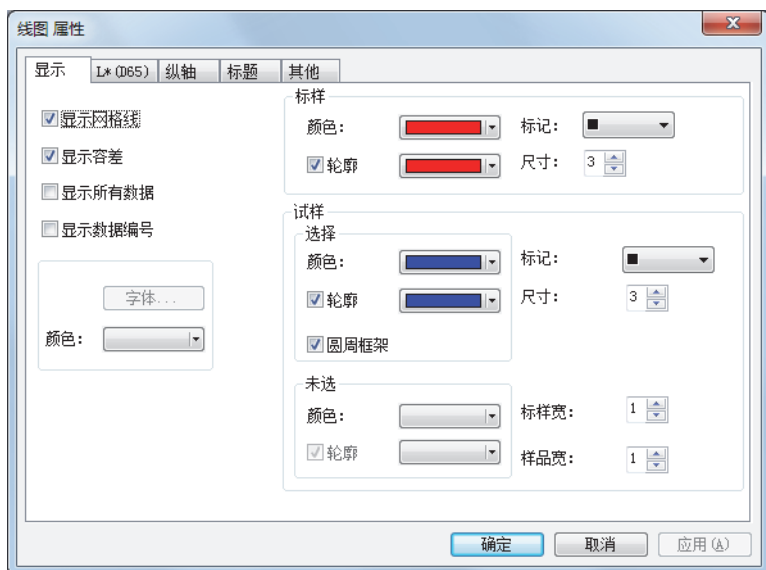 线图 属性
显示 L*(D65) 纵轴 标题 其他
显示网格线
显示容差
显示所有数据
显示数据编号
字体...
颜色：
标样
颜色： 标记：
轮廓 尺寸： 3
试样
选择
颜色： 标记：
轮廓 尺寸： 3
圆周框架
未选
颜色： 标样宽： 1
轮廓 样品宽： 1
确定 取消 应用(A)